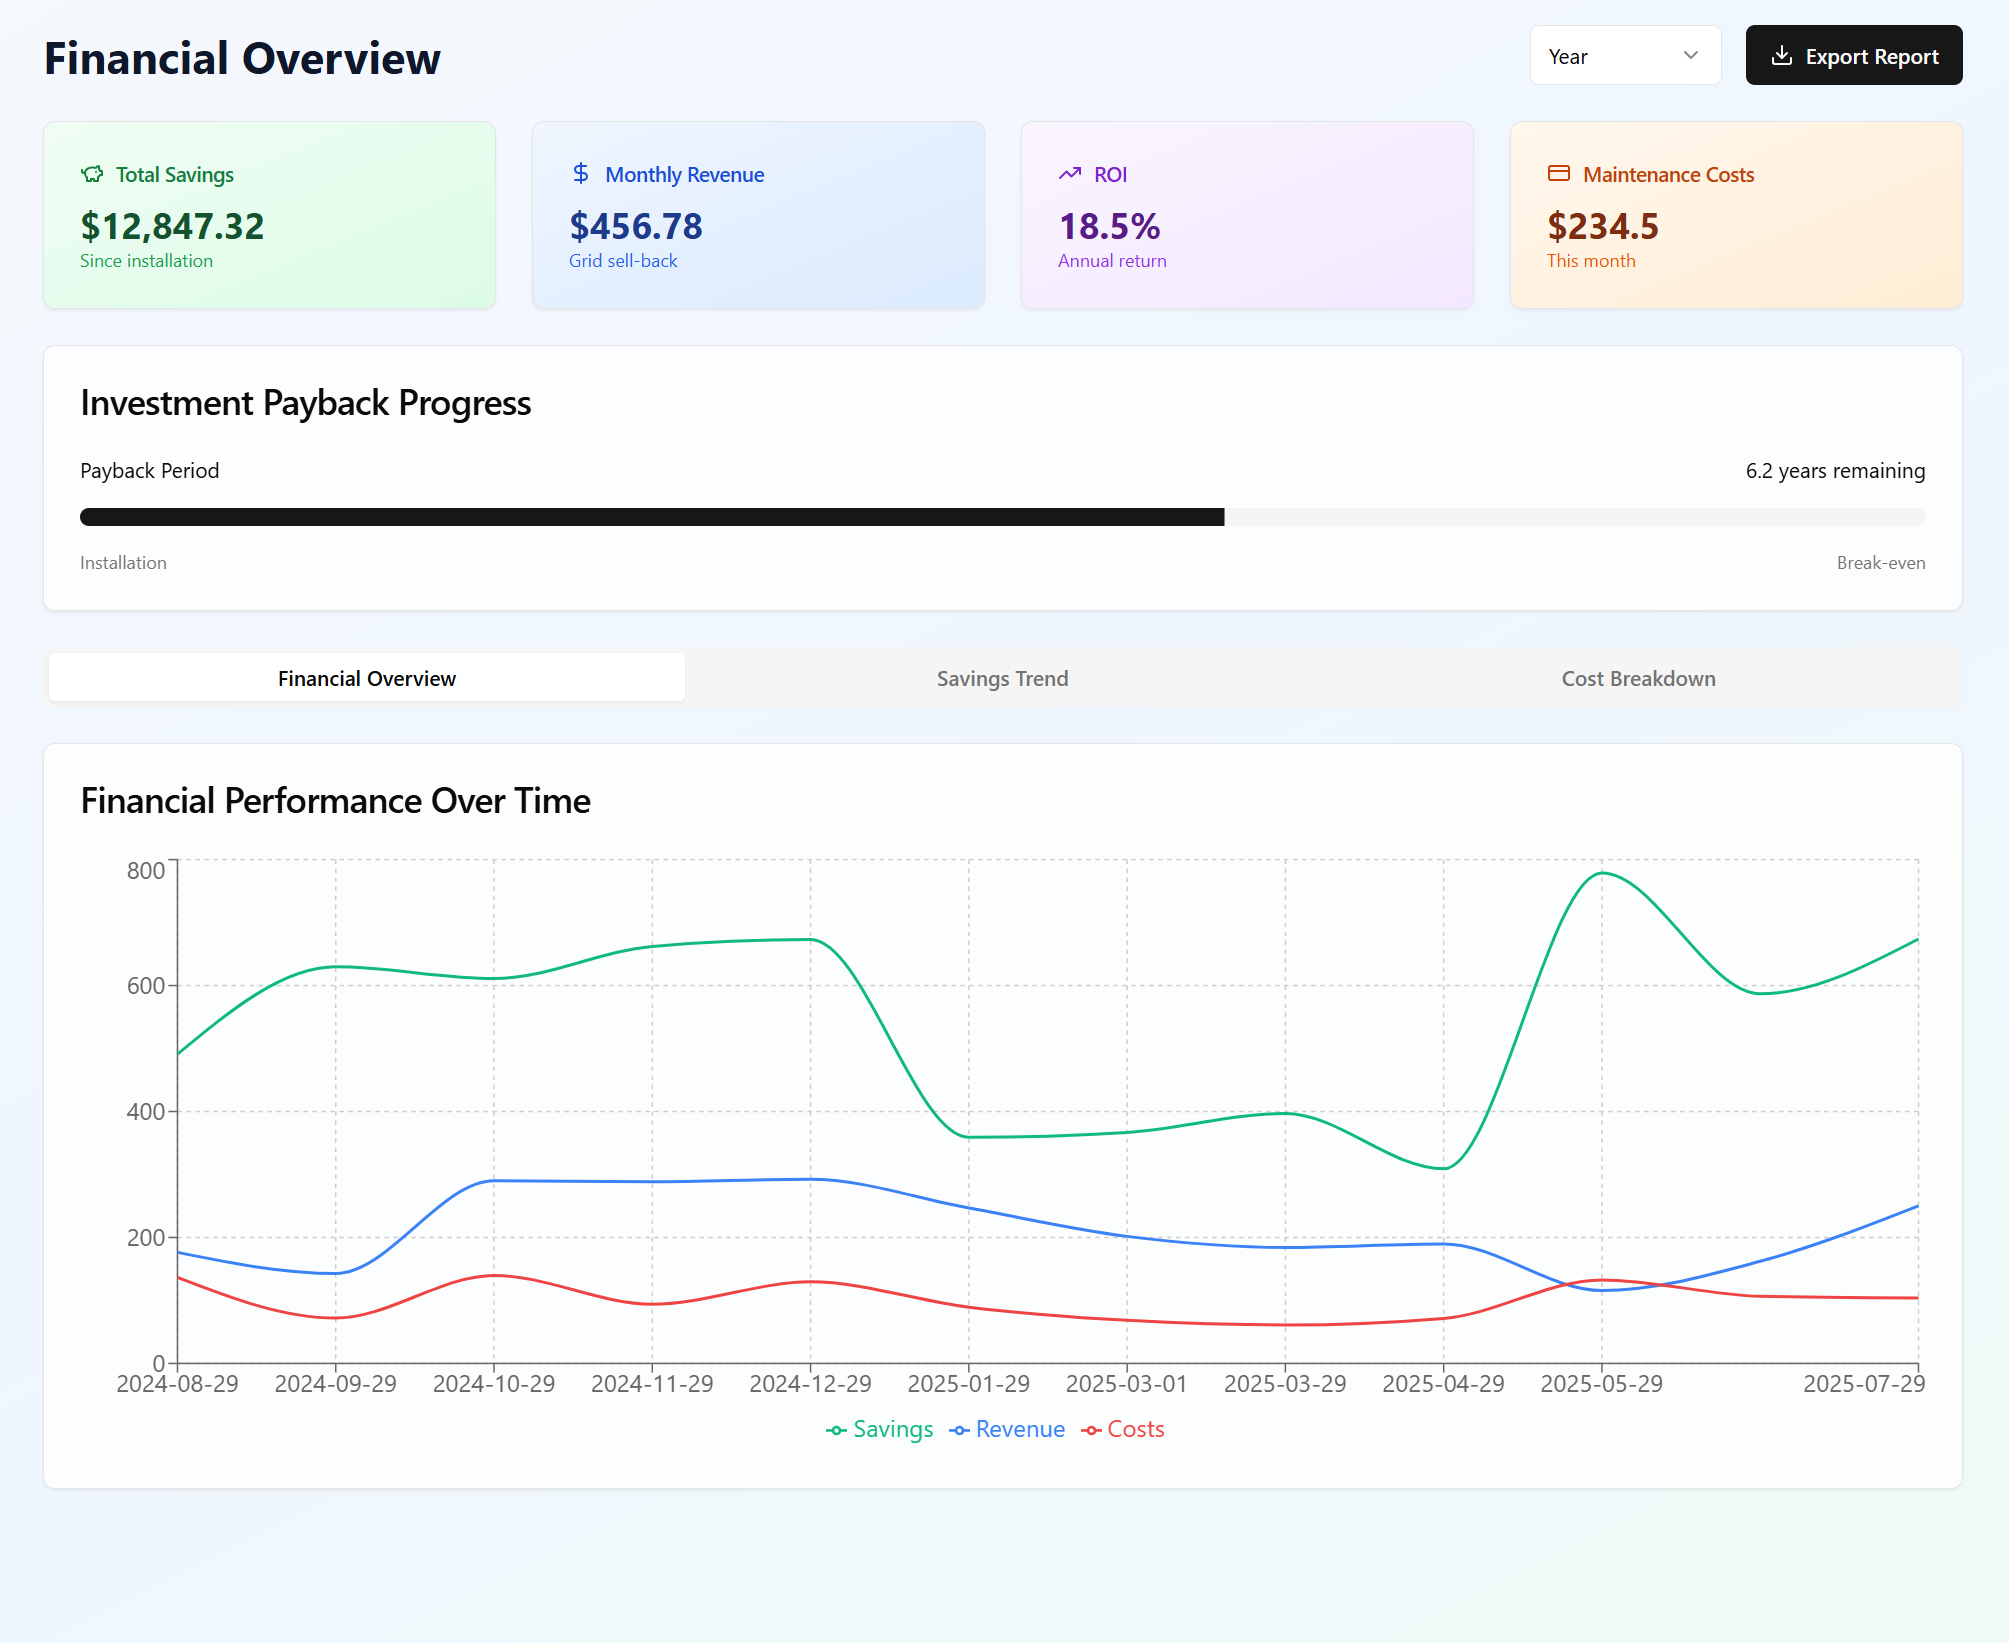 Financial Overview
Year
Export Report
Total Savings
$12,847.32
Since installation
Monthly Revenue
$456.78
Grid sell-back
ROI
18.5%
Annual return
Maintenance Costs
$234.5
This month
Investment Payback Progress
Payback Period
6.2 years remaining
Installation
Break-even
Financial Overview
Savings Trend
Cost Breakdown
Financial Performance Over Time
800
600
400
200
0
2024-08-29
2024-09-29
2024-10-29
2024-11-29
2024-12-29
2025-01-29
2025-03-01
2025-03-29
2025-04-29
2025-05-29
2025-07-29
Savings
Revenue
Costs